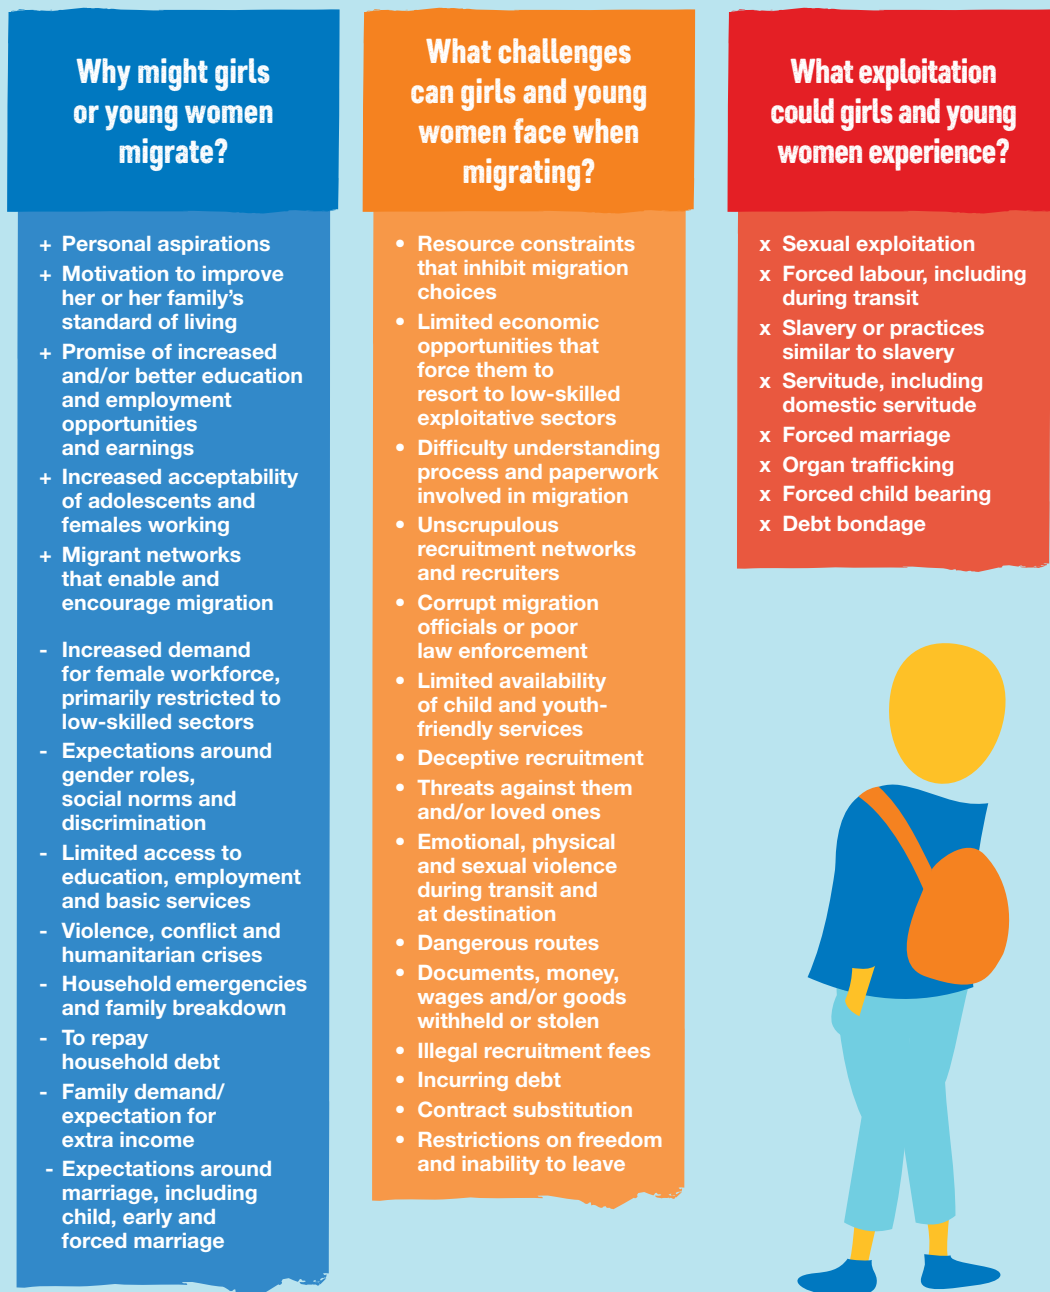 Why might girls
or young women
migrate?
+ Personal aspirations
+ Motivation to improve
her or her family's
standard of living
+ Promise of increased
and/or better education
and employment
opportunities
and earnings
+ Increased acceptability
of adolescents and
females working
+ Migrant networks
that enable and
encourage migration
- Increased demand
for female workforce,
primarily restricted to
low-skilled sectors
- Expectations around
gender roles,
social norms and
discrimination
- Limited access to
education, employment
and basic services
- Violence, conflict and
humanitarian crises
- Household emergencies
and family breakdown
- To repay
household debt
- Family demand/
expectation for
extra income
- Expectations around
marriage, including
child, early and
forced marriage
What challenges
can girls and young
women face when
migrating?
• Resource constraints
that inhibit migration
choices
• Limited economic
opportunities that
force them to
resort to low-skilled
exploitative sectors
• Difficulty understanding
process and paperwork
involved in migration
• Unscrupulous
recruitment networks
and recruiters
• Corrupt migration
officials or poor
law enforcement
• Limited availability
of child and youth-
friendly services
• Deceptive recruitment
• Threats against them
and/or loved ones
• Emotional, physical
and sexual violence
during transit and
at destination
• Dangerous routes
• Documents, money,
wages and/or goods
withheld or stolen
• Illegal recruitment fees
• Incurring debt
• Contract substitution
• Restrictions on freedom
and inability to leave
What exploitation
could girls and young
women experience?
x Sexual exploitation
x Forced labour, including
during transit
x Slavery or practices
similar to slavery
x Servitude, including
domestic servitude
x Forced marriage
x Organ trafficking
x Forced child bearing
x Debt bondage